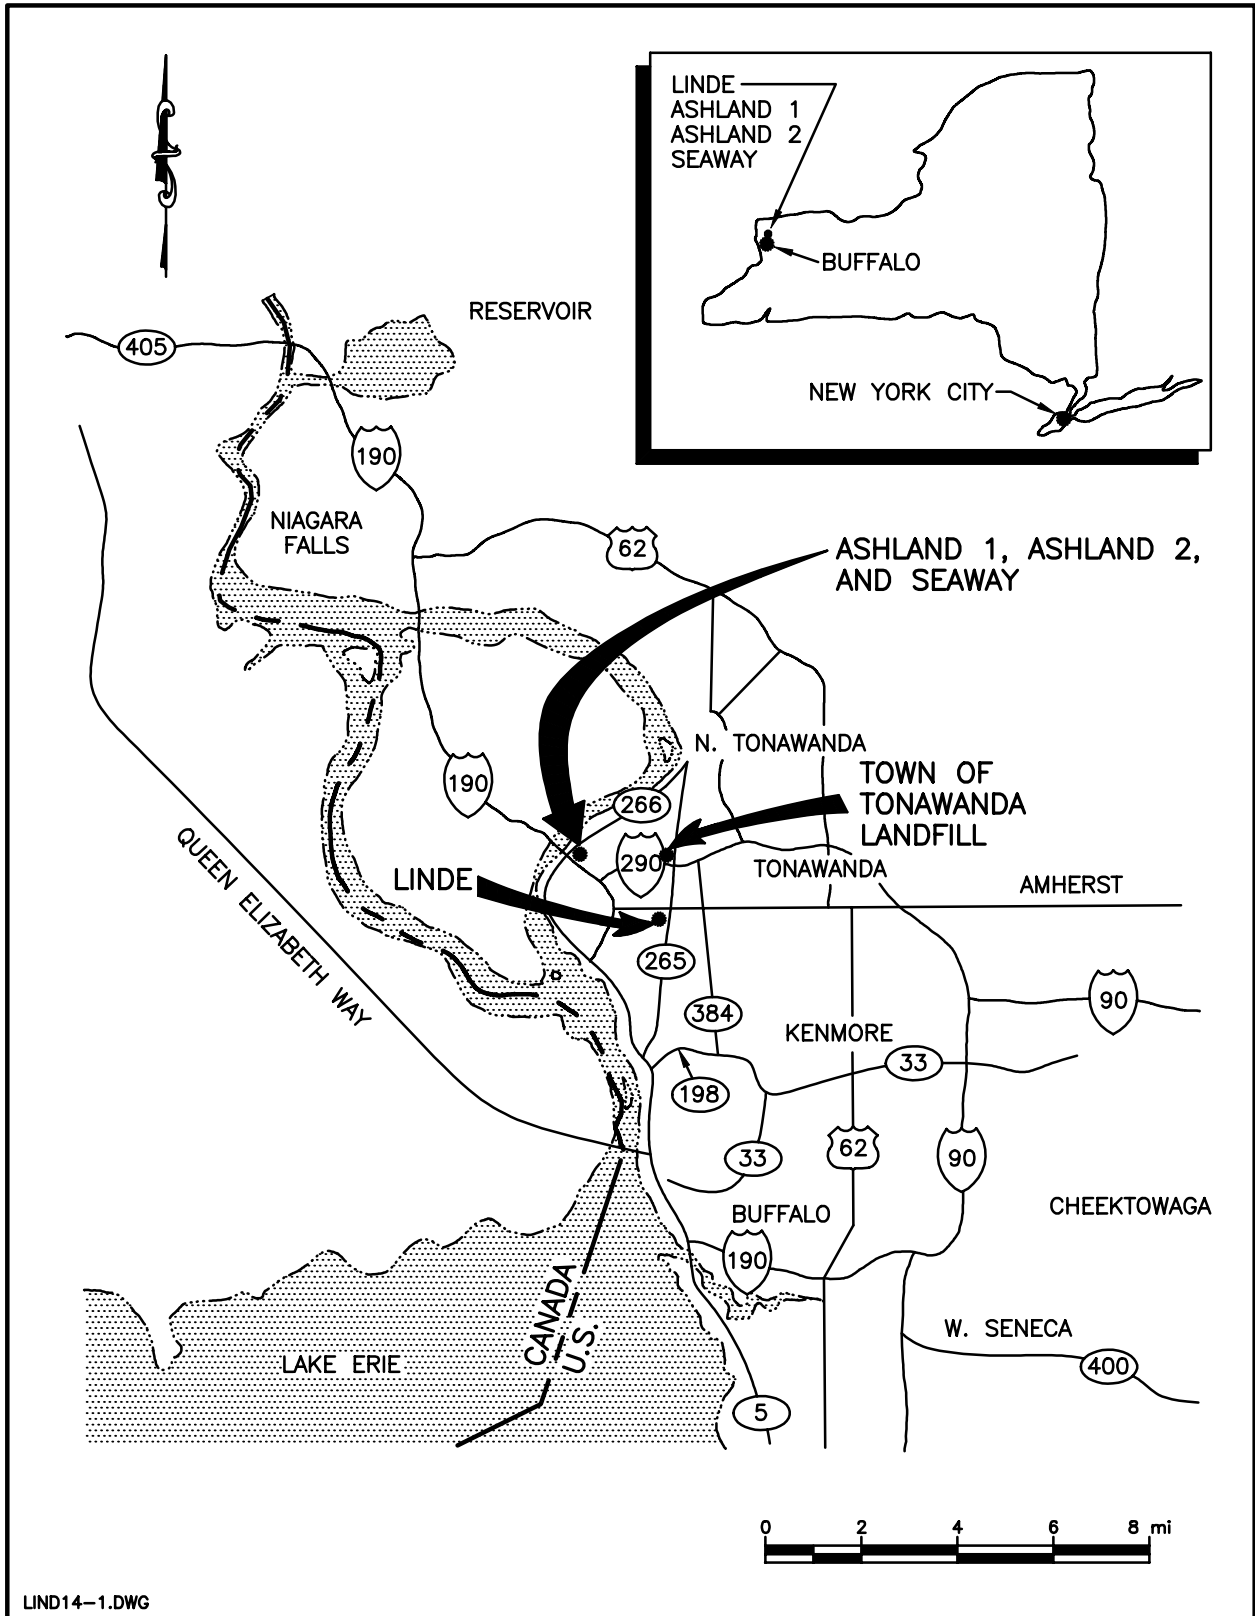 LINDE
ASHLAND 1
ASHLAND 2
SEAWAY
BUFFALO
NEW YORK CITY
RESERVOIR
405
190
NIAGARA
FALLS
62
ASHLAND 1, ASHLAND 2,
AND SEAWAY
N. TONAWANDA
190
266
TOWN OF
TONAWANDA
LANDFILL
290
TONAWANDA
LINDE
AMHERST
QUEEN ELIZABETH WAY
265
384
90
KENMORE
33
198
33
62
90
BUFFALO
CHEEKTOWAGA
190
CANADA
U.S.
LAKE ERIE
W. SENECA
400
5
0 2 4 6 8 mi
LIND14-1.DWG